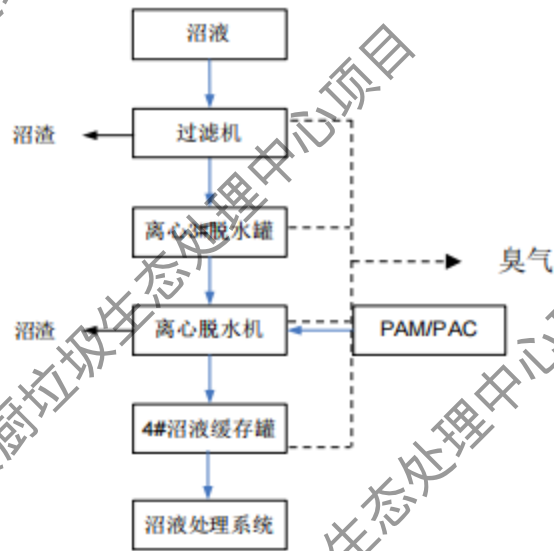 沼液
沼渣
过滤机
离心3#脱水罐
臭气
沼渣
离心脱水机
PAM/PAC
4#沼液缓存罐
沼液处理系统
厨垃圾生态处理中心项目
生态处理中心项